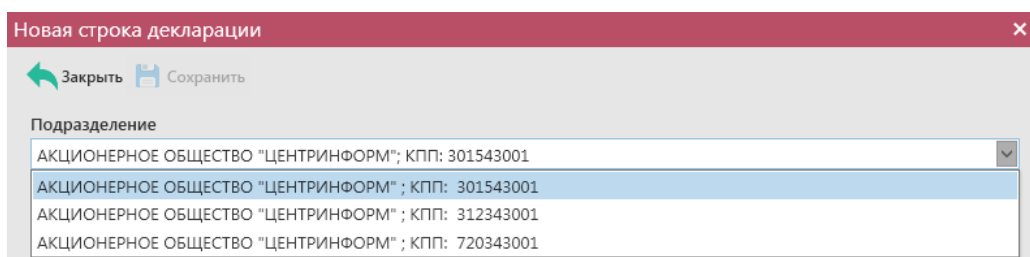 Новая строка декларации
Закрыть Сохранить
Подразделение
АКЦИОНЕРНОЕ ОБЩЕСТВО "ЦЕНТРИНФОРМ"; КПП: 301543001
АКЦИОНЕРНОЕ ОБЩЕСТВО "ЦЕНТРИНФОРМ" ; КПП: 301543001
АКЦИОНЕРНОЕ ОБЩЕСТВО "ЦЕНТРИНФОРМ" ; КПП: 312343001
АКЦИОНЕРНОЕ ОБЩЕСТВО "ЦЕНТРИНФОРМ" ; КПП: 720343001